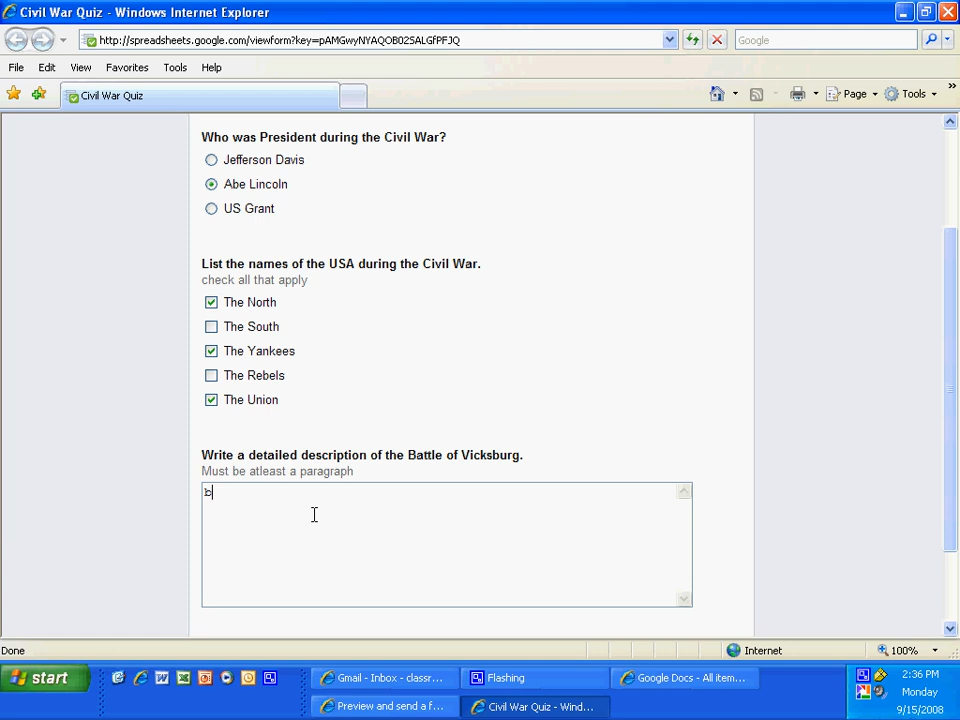 Civil War Quiz - Windows Internet Explorer
http://spreadsheets.google.com/viewform?key=pAMGwyNYAQOB02SALGfPFJQ
Google
File Edit View Favorites Tools Help
Civil War Quiz
Page Tools
Who was President during the Civil War?
Jefferson Davis
Abe Lincoln
US Grant
List the names of the USA during the Civil War.
check all that apply
The North
The South
The Yankees
The Rebels
The Union
Write a detailed description of the Battle of Vicksburg.
Must be atleast a paragraph
b
Done Internet 100%
start Gmail - Inbox - classr... Flashing Google Docs - All item... 2:36 PM
Monday
Preview and send a f... Civil War Quiz - Wind... 9/15/2008